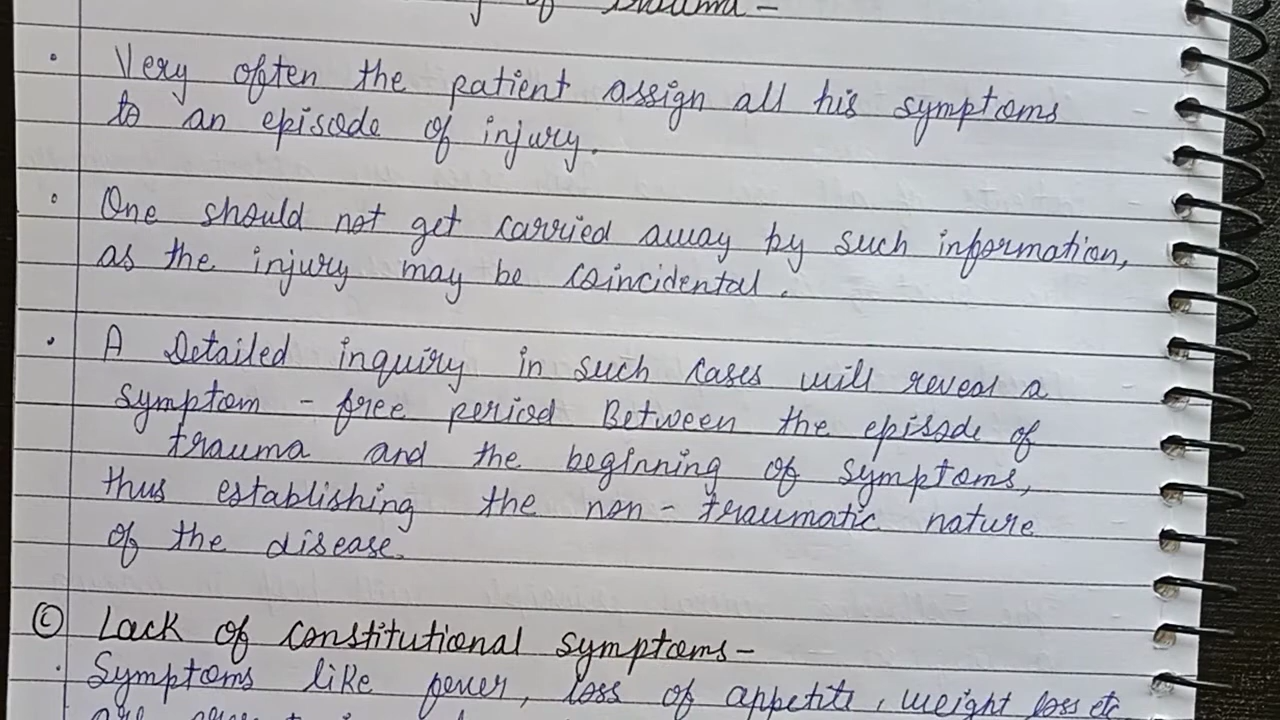 of Trauma -
• Very often the patient assign all his symptoms
to an episode of injury.
• One should not get carried away by such information,
as the injury may be coincidental.
• A Detailed inquiry in such cases will reveal a
symptom - free period Between the episode of
trauma and the beginning of symptoms,
thus establishing the non - traumatic nature
of the disease.
(C) Lack of constitutional symptoms -
• Symptoms like fever, loss of appetite, weight loss etc
are